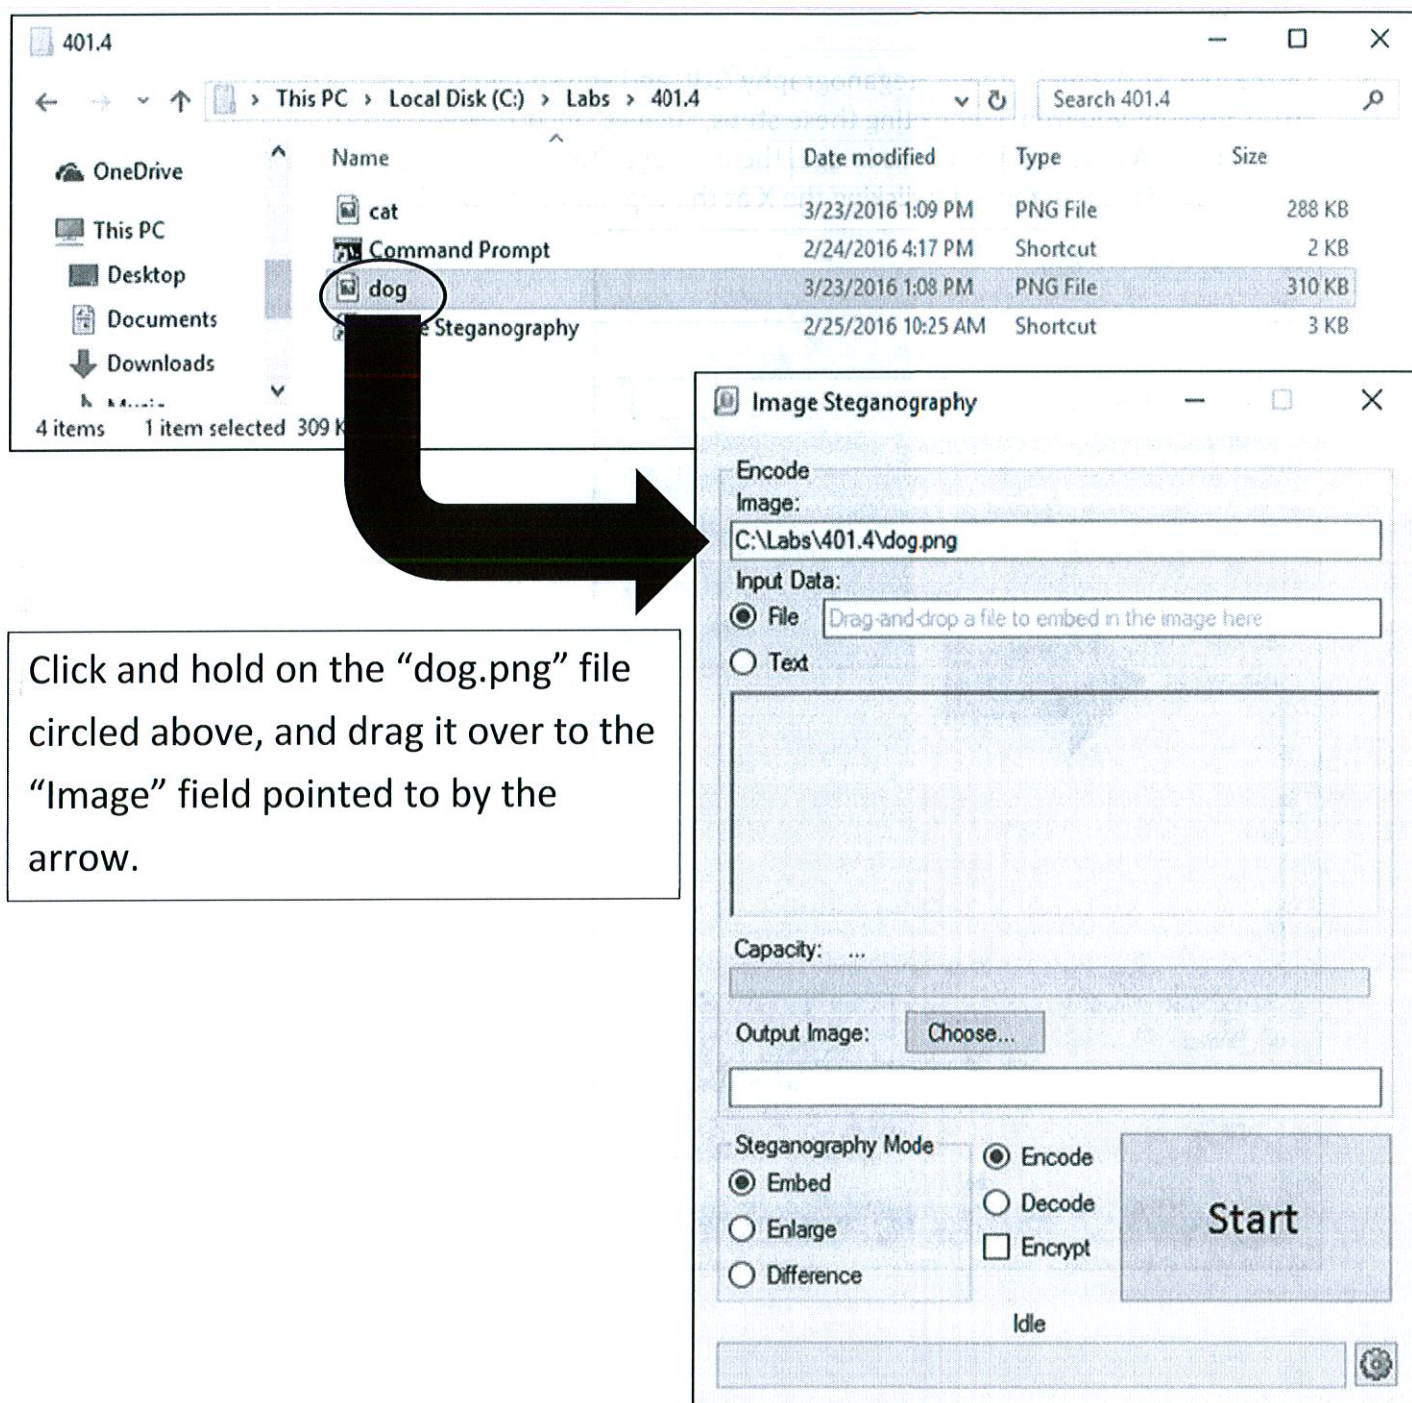 401.4
This PC > Local Disk (C:) > Labs > 401.4
Search 401.4
Name Date modified Type Size
OneDrive
This PC
Desktop
Documents
Downloads
cat 3/23/2016 1:09 PM PNG File 288 KB
Command Prompt 2/24/2016 4:17 PM Shortcut 2 KB
dog 3/23/2016 1:08 PM PNG File 310 KB
Steganography 2/25/2016 10:25 AM Shortcut 3 KB
4 items 1 item selected 309
Click and hold on the “dog.png” file
circled above, and drag it over to the
“Image” field pointed to by the
arrow.
Image Steganography
Encode
Image:
C:\Labs\401.4\dog.png
Input Data:
File Drag-and-drop a file to embed in the image here
Text
Capacity: ...
Output Image: Choose...
Steganography Mode
Embed
Enlarge
Difference
Encode
Decode
Encrypt
Start
Idle